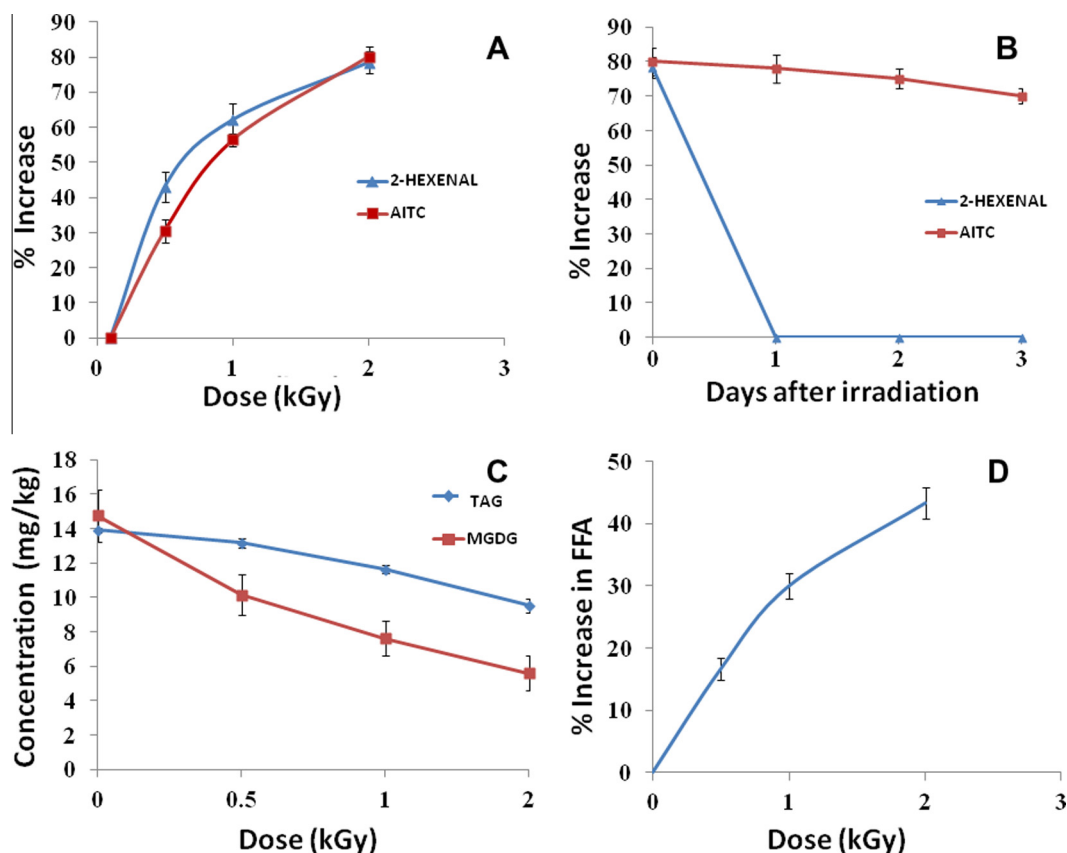 A
% Increase
90
80
70
60
50
40
30
20
10
0
2-HEXENAL
AITC
0
1
2
3
Dose (kGy)
B
% Increase
90
80
70
60
50
40
30
20
10
0
2-HEXENAL
AITC
0
1
2
3
Days after irradiation
C
Concentration (mg/kg)
18
16
14
12
10
8
6
4
2
0
TAG
MGDG
0
0.5
1
2
Dose (kGy)
D
% Increase in FFA
50
40
30
20
10
0
0
1
2
3
Dose (kGy)